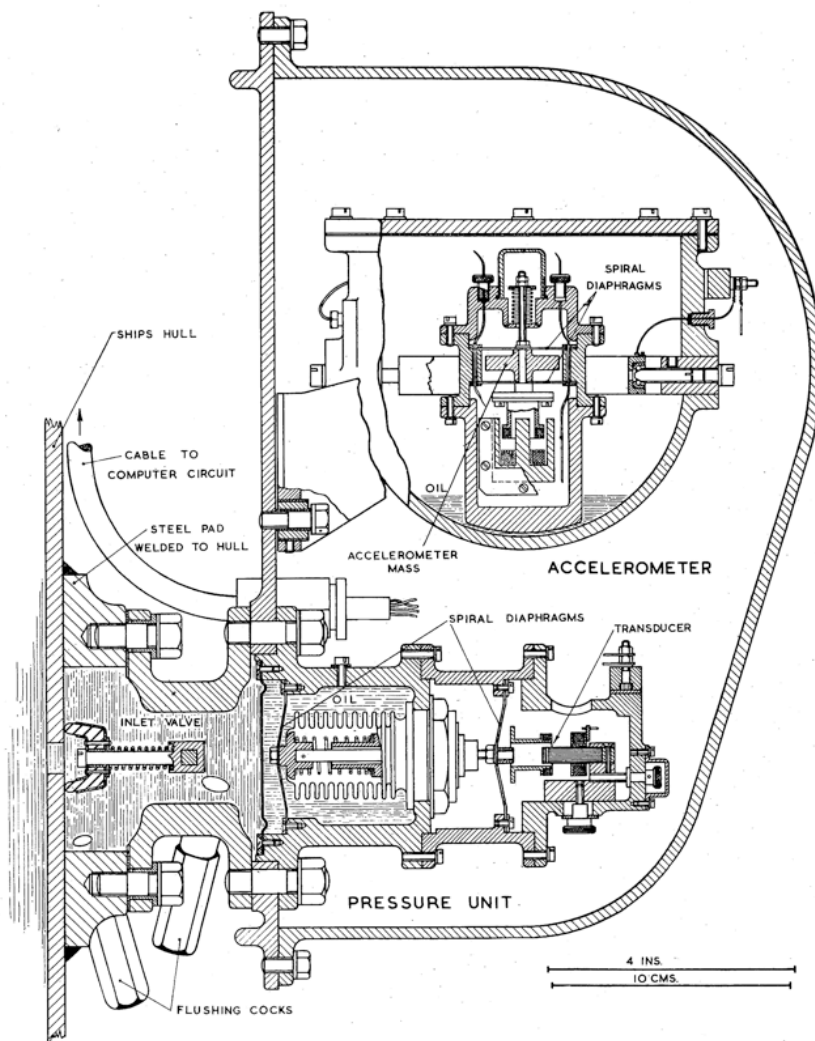 SPIRAL
DIAPHRAGMS
SHIPS HULL
CABLE TO
COMPUTER CIRCUIT
OIL
STEEL PAD
WELDED TO HULL
ACCELEROMETER
MASS
ACCELEROMETER
SPIRAL DIAPHRAGMS
TRANSDUCER
OIL
INLET VALVE
PRESSURE UNIT
4 INS.
10 CMS.
FLUSHING COCKS